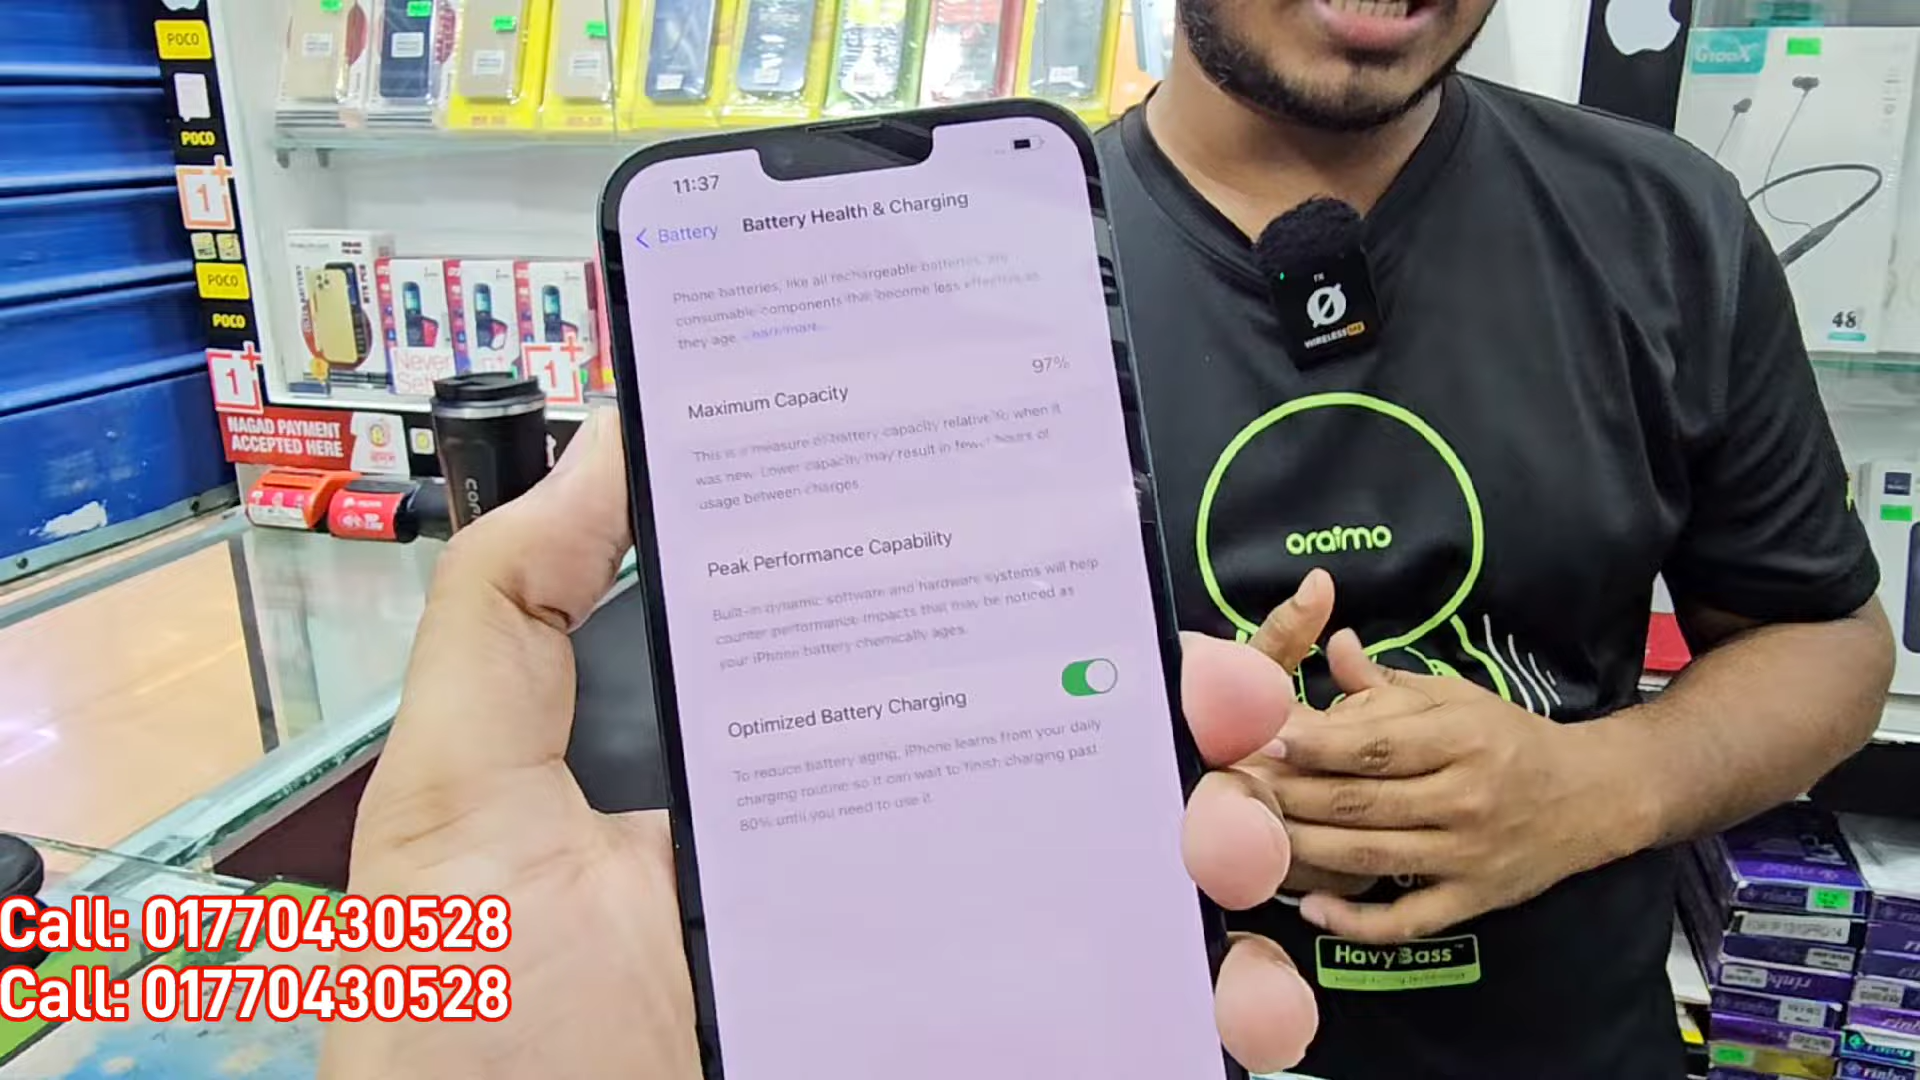 POCO
POCO
POCO
POCO
NAGAD PAYMENT
ACCEPTED HERE
11:37
Battery
Battery Health & Charging
Phone batteries, like all rechargeable batteries, are
consumable components that become less effective as
they age.
Maximum Capacity
97%
This is a measure of battery capacity relative to when it
was new. Lower capacity may result in fewer hours of
usage between charges.
Peak Performance Capability
Built-in dynamic software and hardware systems will help
counter performance impacts that may be noticed as
your iPhone battery chemically ages.
Optimized Battery Charging
To reduce battery aging, iPhone learns from your daily
charging routine so it can wait to finish charging past
80% until you need to use it.
WIRELESS ME
oraimo
HavyBass™
48
Call: 01770430528
Call: 01770430528